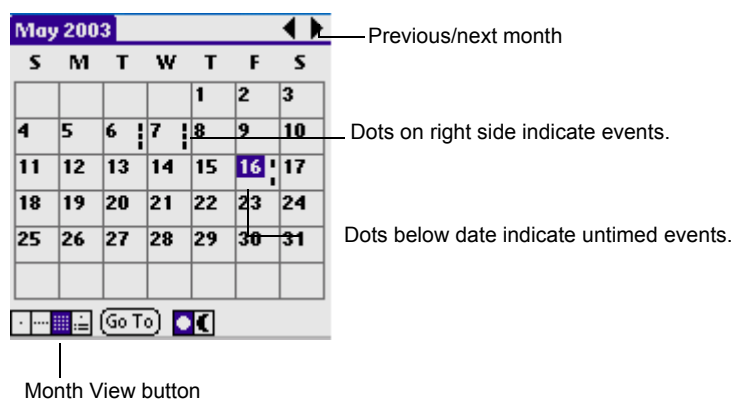 May 2003
Previous/next month
S M T W T F S
1 2 3
4 5 6 7 8 9 10
Dots on right side indicate events.
11 12 13 14 15 16 17
18 19 20 21 22 23 24
25 26 27 28 29 30 31
Dots below date indicate untimed events.
Go To
Month View button